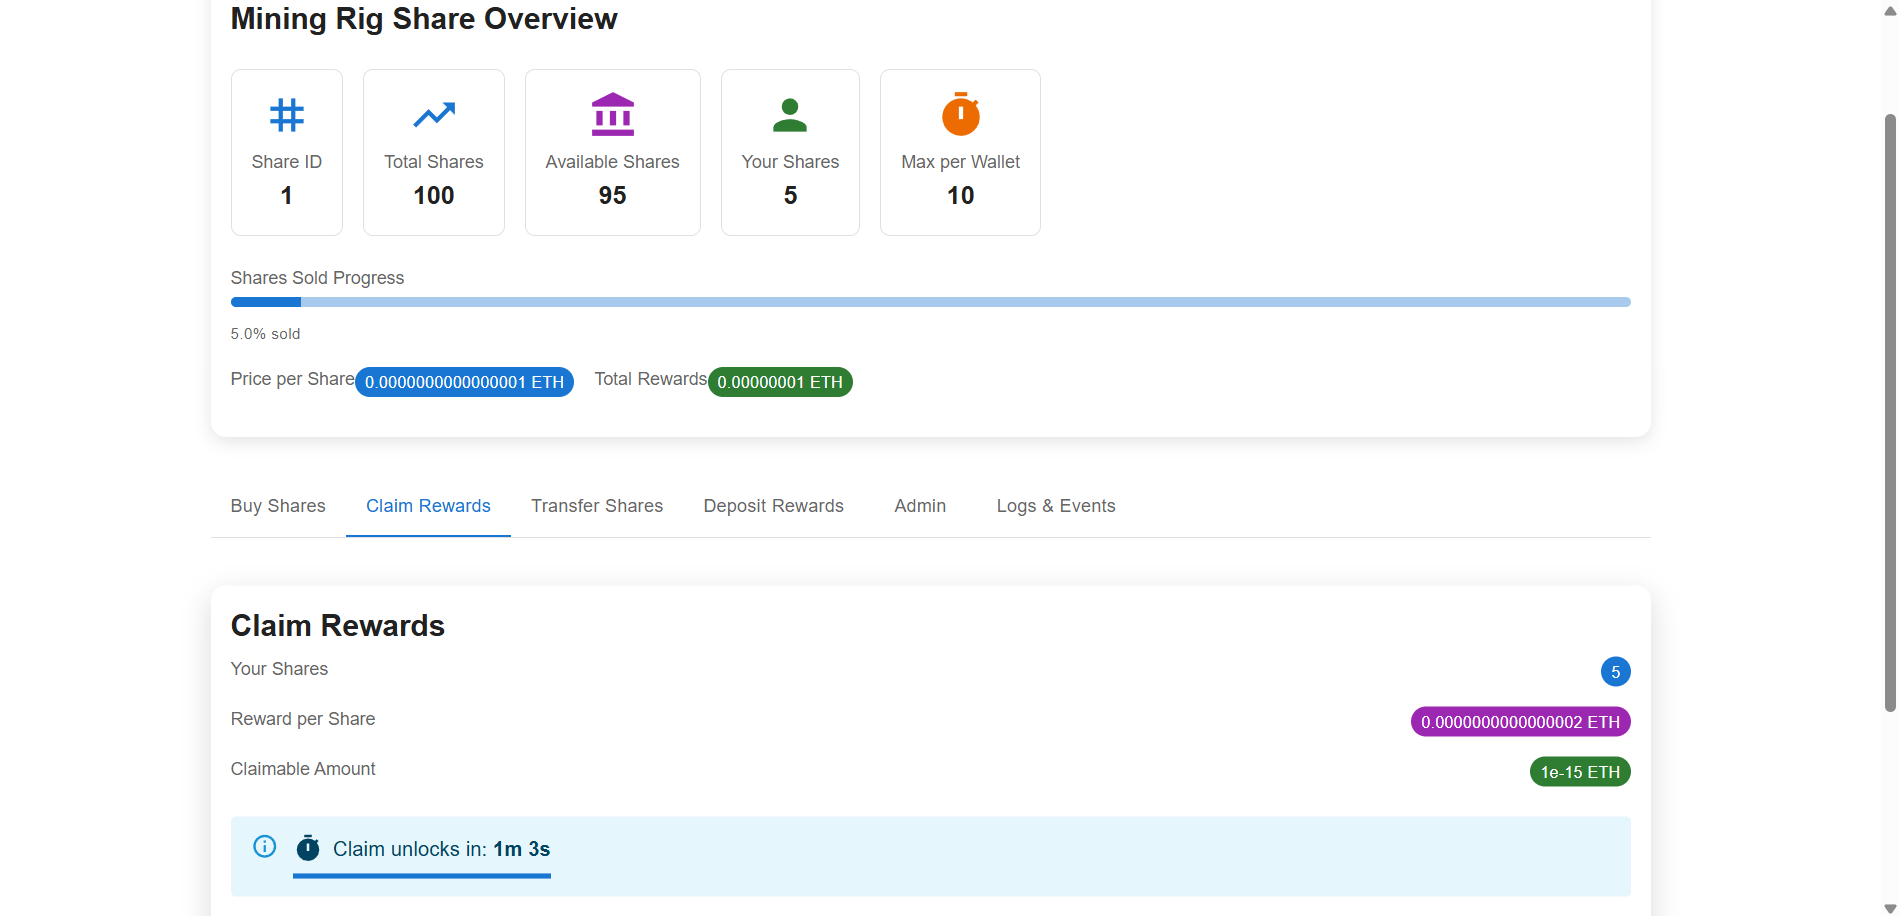 Mining Rig Share Overview
Share ID
1
Total Shares
100
Available Shares
95
Your Shares
5
Max per Wallet
10
Shares Sold Progress
5.0% sold
Price per Share 0.0000000000000001 ETH Total Rewards 0.00000001 ETH
Buy Shares Claim Rewards Transfer Shares Deposit Rewards Admin Logs & Events
Claim Rewards
Your Shares 5
Reward per Share 0.0000000000000002 ETH
Claimable Amount 1e-15 ETH
Claim unlocks in: 1m 3s